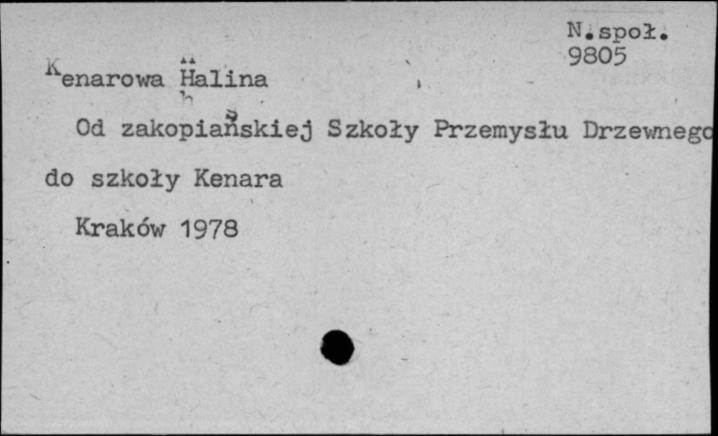 N.społ.
9805
Kenarowa Halina
Od zakopiańskiej Szkoły Przemysłu Drzewnego
do szkoły Kenara
Kraków 1978